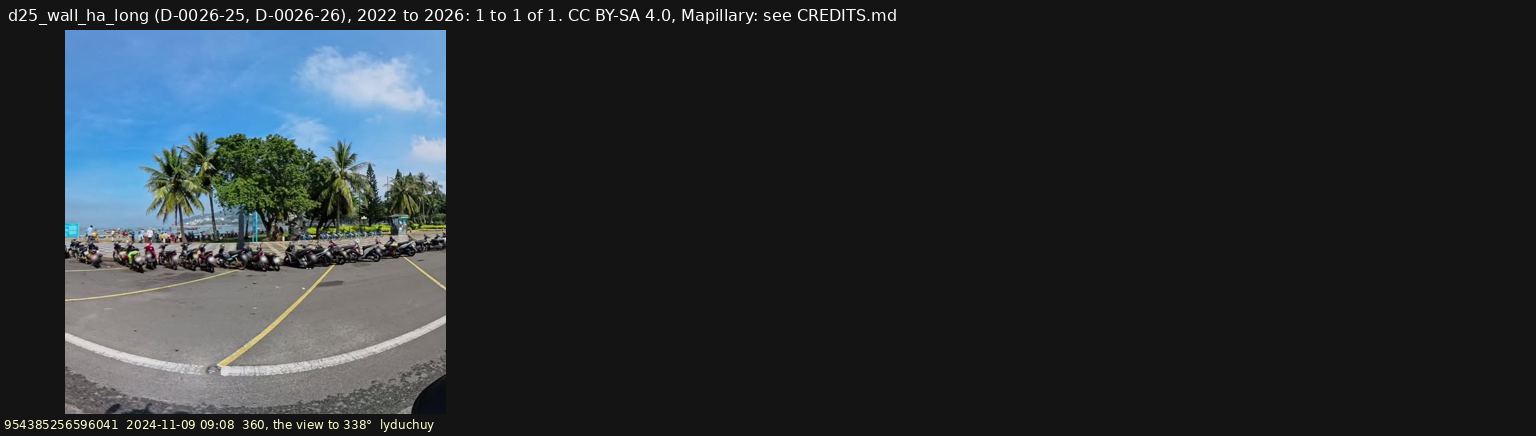 d25_wall_ha_long (D-0026-25, D-0026-26), 2022 to 2026: 1 to 1 of 1. CC BY-SA 4.0, Mapillary: see CREDITS.md
954385256596041 2024-11-09 09:08 360, the view to 338° lyduchuy